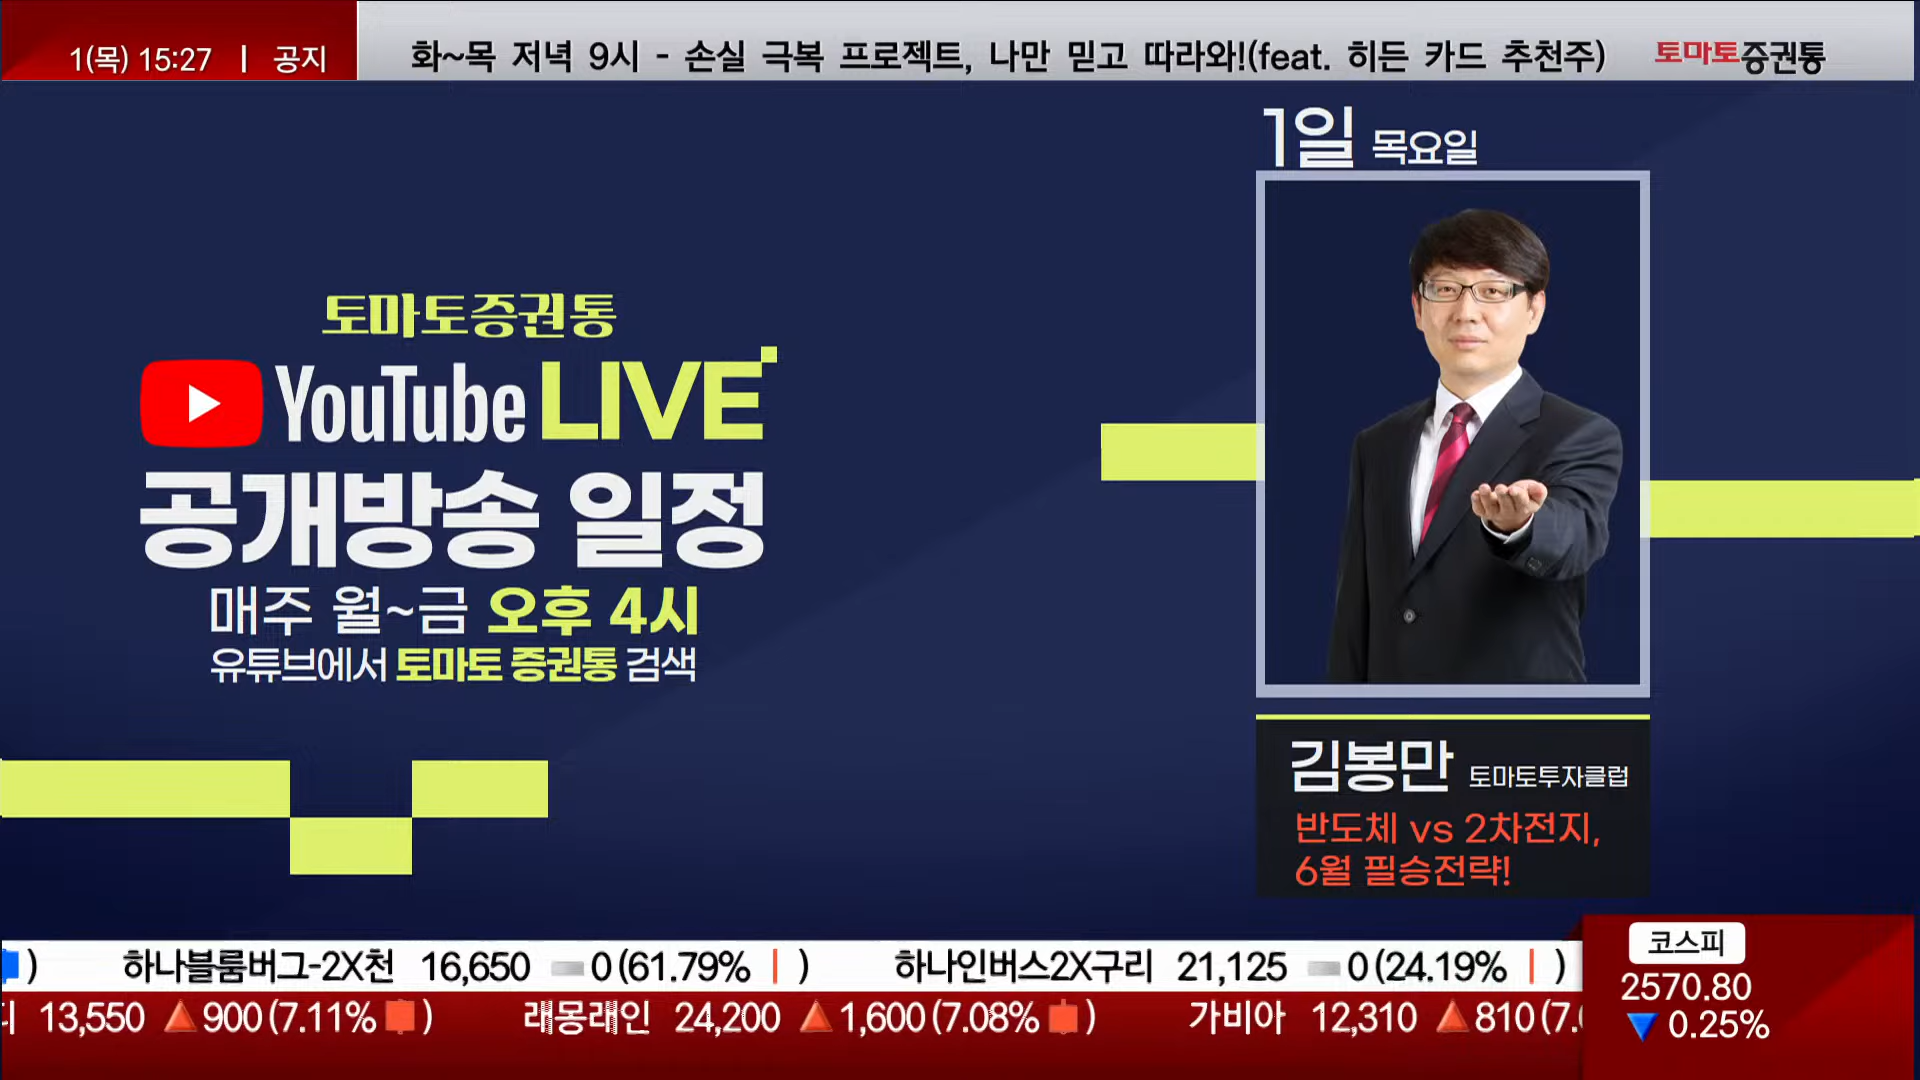 1(목) 15:27 | 공지
화~목 저녁 9시 - 손실 극복 프로젝트, 나만 믿고 따라와!(feat. 히든 카드 추천주)
토마토증권통
1일 목요일
토마토증권통
YouTube LIVE
공개방송 일정
매주 월~금 오후 4시
유튜브에서 토마토 증권통 검색
김봉만 토마토투자클럽
반도체 vs 2차전지,
6월 필승전략!
) 하나블룸버그-2X천 16,650 0(61.79% ) 하나인버스2X구리 21,125 0(24.19% )
13,550 ▲900(7.11% ) 래몽래인 24,200 ▲1,600(7.08% ) 가비아 12,310 ▲810(7.
코스피
2570.80
▼ 0.25%